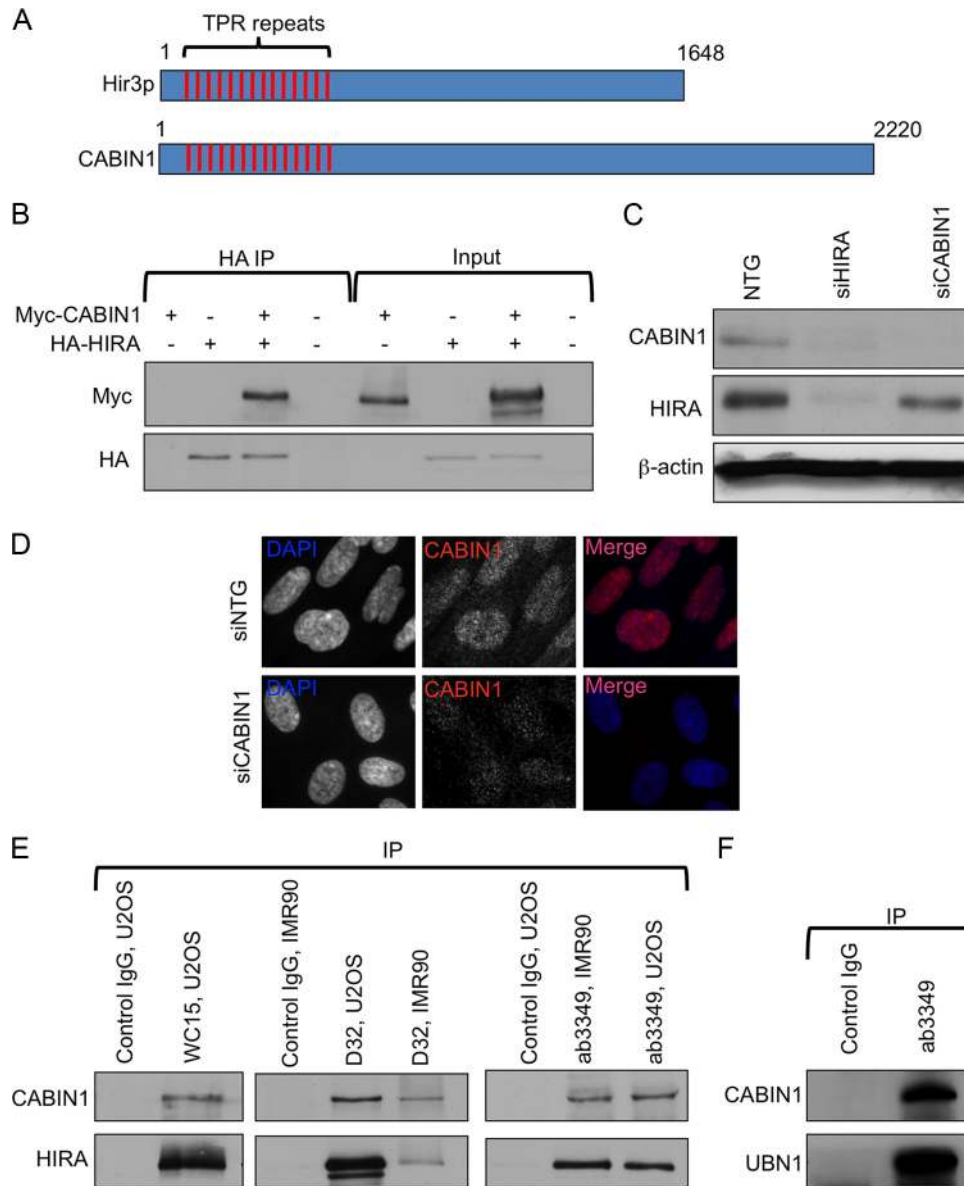 A
TPR repeats
1
1648
Hir3p
1
2220
CABIN1
B
HA IP
Input
Myc-CABIN1 + - + - + - + -
HA-HIRA - + + - - + + -
Myc
HA
C
NTG
siHIRA
siCABIN1
CABIN1
HIRA
β-actin
D
siNTG
DAPI
CABIN1
Merge
siCABIN1
DAPI
CABIN1
Merge
E
IP
Control IgG, U2OS
WC15, U2OS
Control IgG, IMR90
D32, U2OS
D32, IMR90
Control IgG, U2OS
ab3349, IMR90
ab3349, U2OS
CABIN1
HIRA
F
IP
Control IgG
ab3349
CABIN1
UBN1